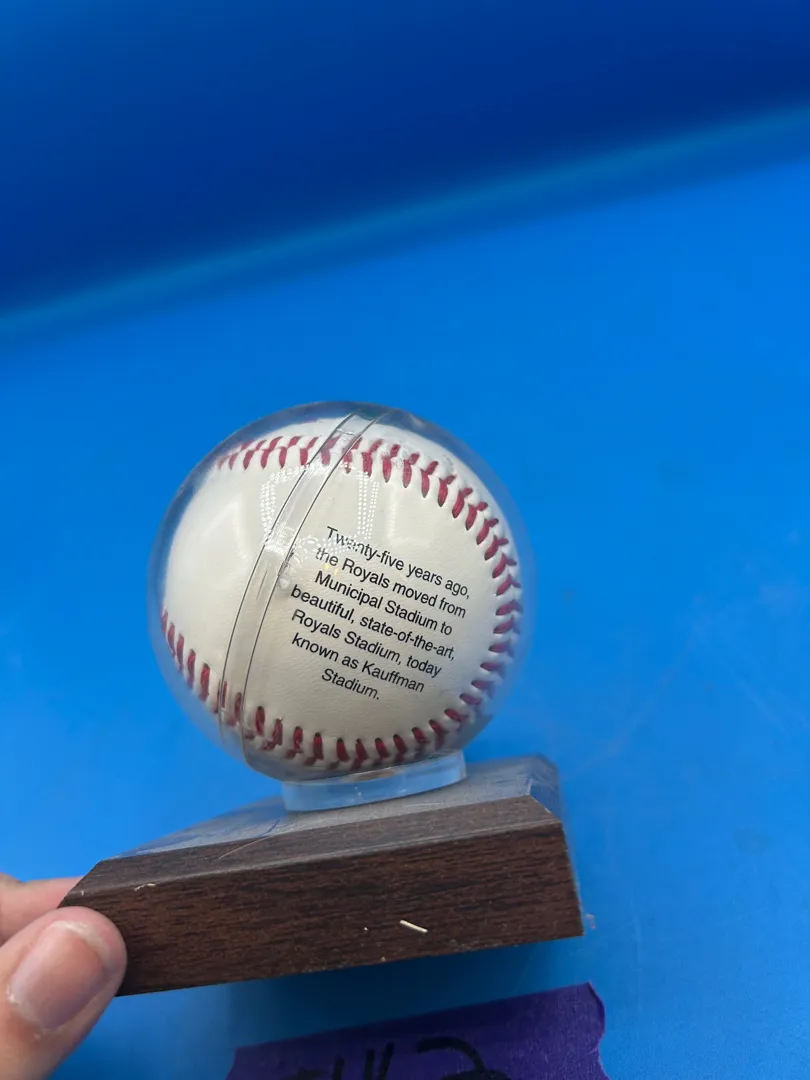 Twenty-five years ago,
the Royals moved from
Municipal Stadium to
beautiful, state-of-the-art,
Royals Stadium, today
known as Kauffman
Stadium.